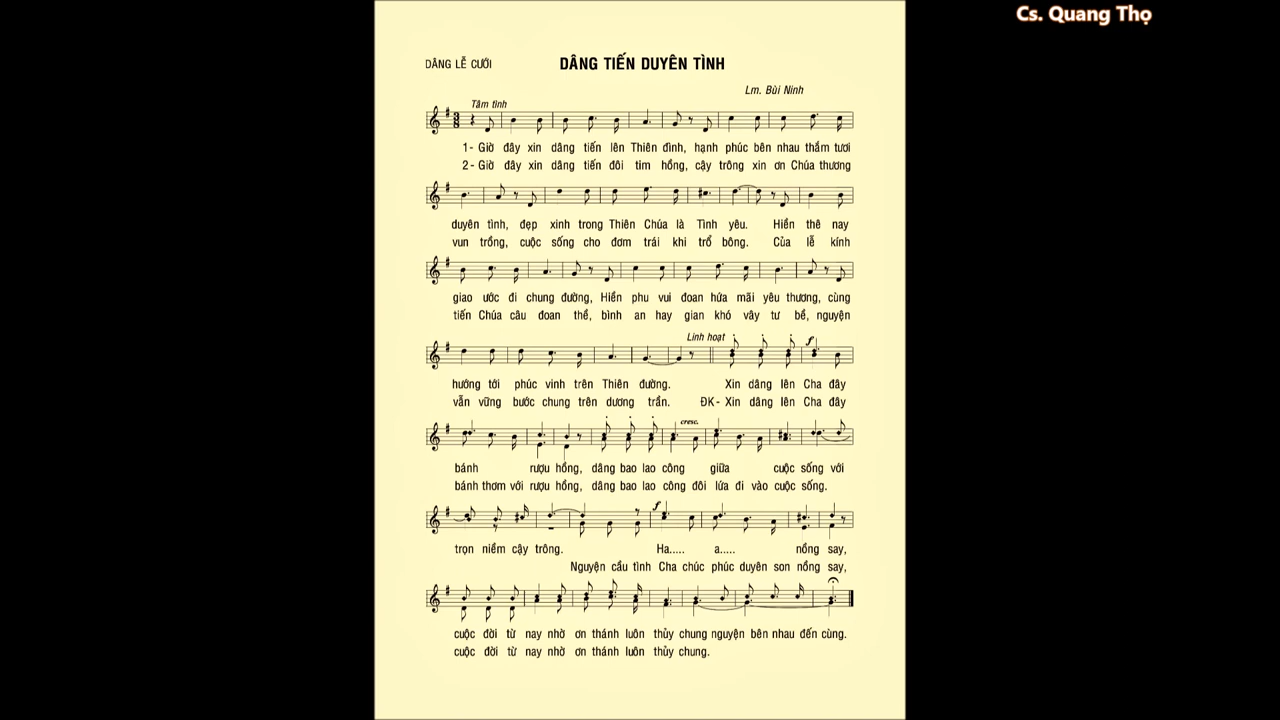 Cs. Quang Thọ
DÂNG LỄ CƯỚI
DÂNG TIẾN DUYÊN TÌNH
Lm. Bùi Ninh
Tâm tình
1- Giờ đây xin dâng tiến lên Thiên đình, hạnh phúc bên nhau thắm tươi
2- Giờ đây xin dâng tiến đôi tim hồng, cậy trông xin ơn Chúa thương
duyên tình, đẹp xinh trong Thiên Chúa là Tình yêu. Hiền thê nay
vun trồng, cuộc sống cho đơm trái khi trổ bông. Của lễ kính
giao ước đi chung đường, Hiền phu vui đoan hứa mãi yêu thương, cùng
tiến Chúa câu đoan thề, bình an hay gian khó vây tư bề, nguyện
Linh hoạt
f
hướng tới phúc vinh trên Thiên đường. Xin dâng lên Cha đây
vẫn vững bước chung trên dương trần. ĐK- Xin dâng lên Cha đây
cresc.
bánh rượu hồng, dâng bao lao công giữa cuộc sống với
bánh thơm với rượu hồng, dâng bao lao công đôi lứa đi vào cuộc sống.
f
trọn niềm cậy trông. Ha..... a..... nồng say,
Nguyện cầu tình Cha chúc phúc duyên son nồng say,
cuộc đời từ nay nhờ ơn thánh luôn thủy chung nguyện bên nhau đến cùng.
cuộc đời từ nay nhờ ơn thánh luôn thủy chung.